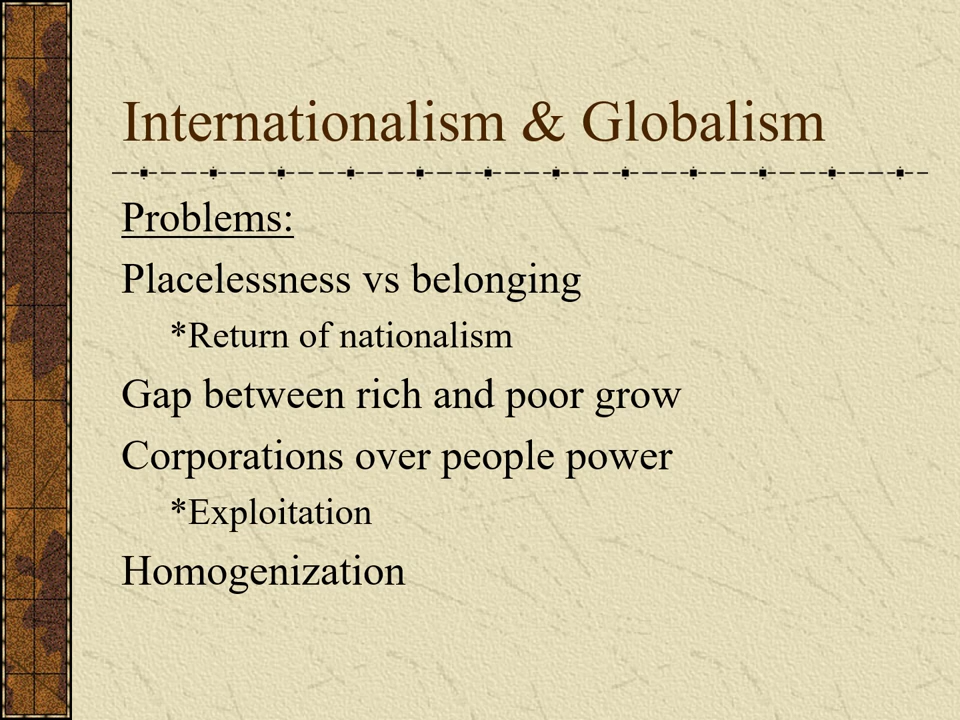 Internationalism & Globalism
Problems:
Placelessness vs belonging
*Return of nationalism
Gap between rich and poor grow
Corporations over people power
*Exploitation
Homogenization